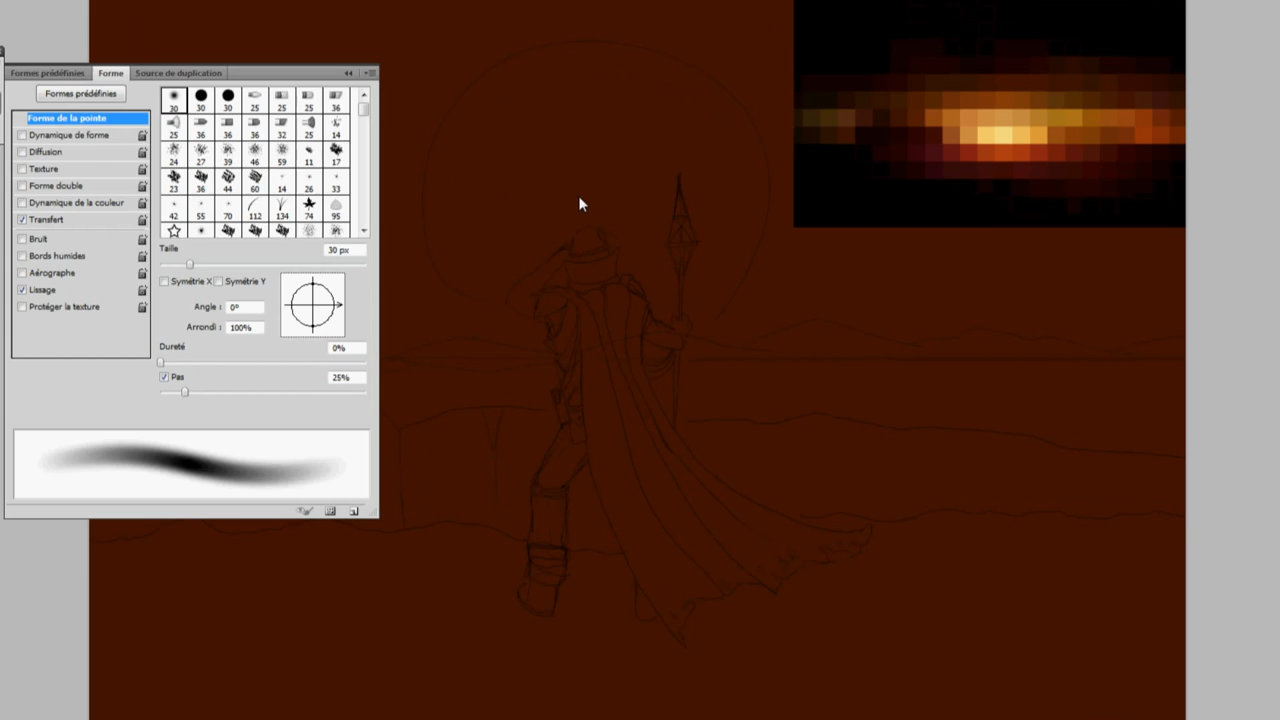 Formes prédéfinies Forme Source de duplication
Formes prédéfinies
Forme de la pointe
Dynamique de forme
Diffusion
Texture
Forme double
Dynamique de la couleur
Transfert
Bruit
Bords humides
Aérographe
Lissage
Protéger la texture
30 30 30 25 25 25 36
25 36 36 36 32 25 14
24 27 39 46 59 11 17
23 36 44 60 14 26 33
42 55 70 112 134 74 95
Taille 30 px
Symétrie X Symétrie Y
Angle : 0°
Arrondi : 100%
Dureté 0%
Pas 25%